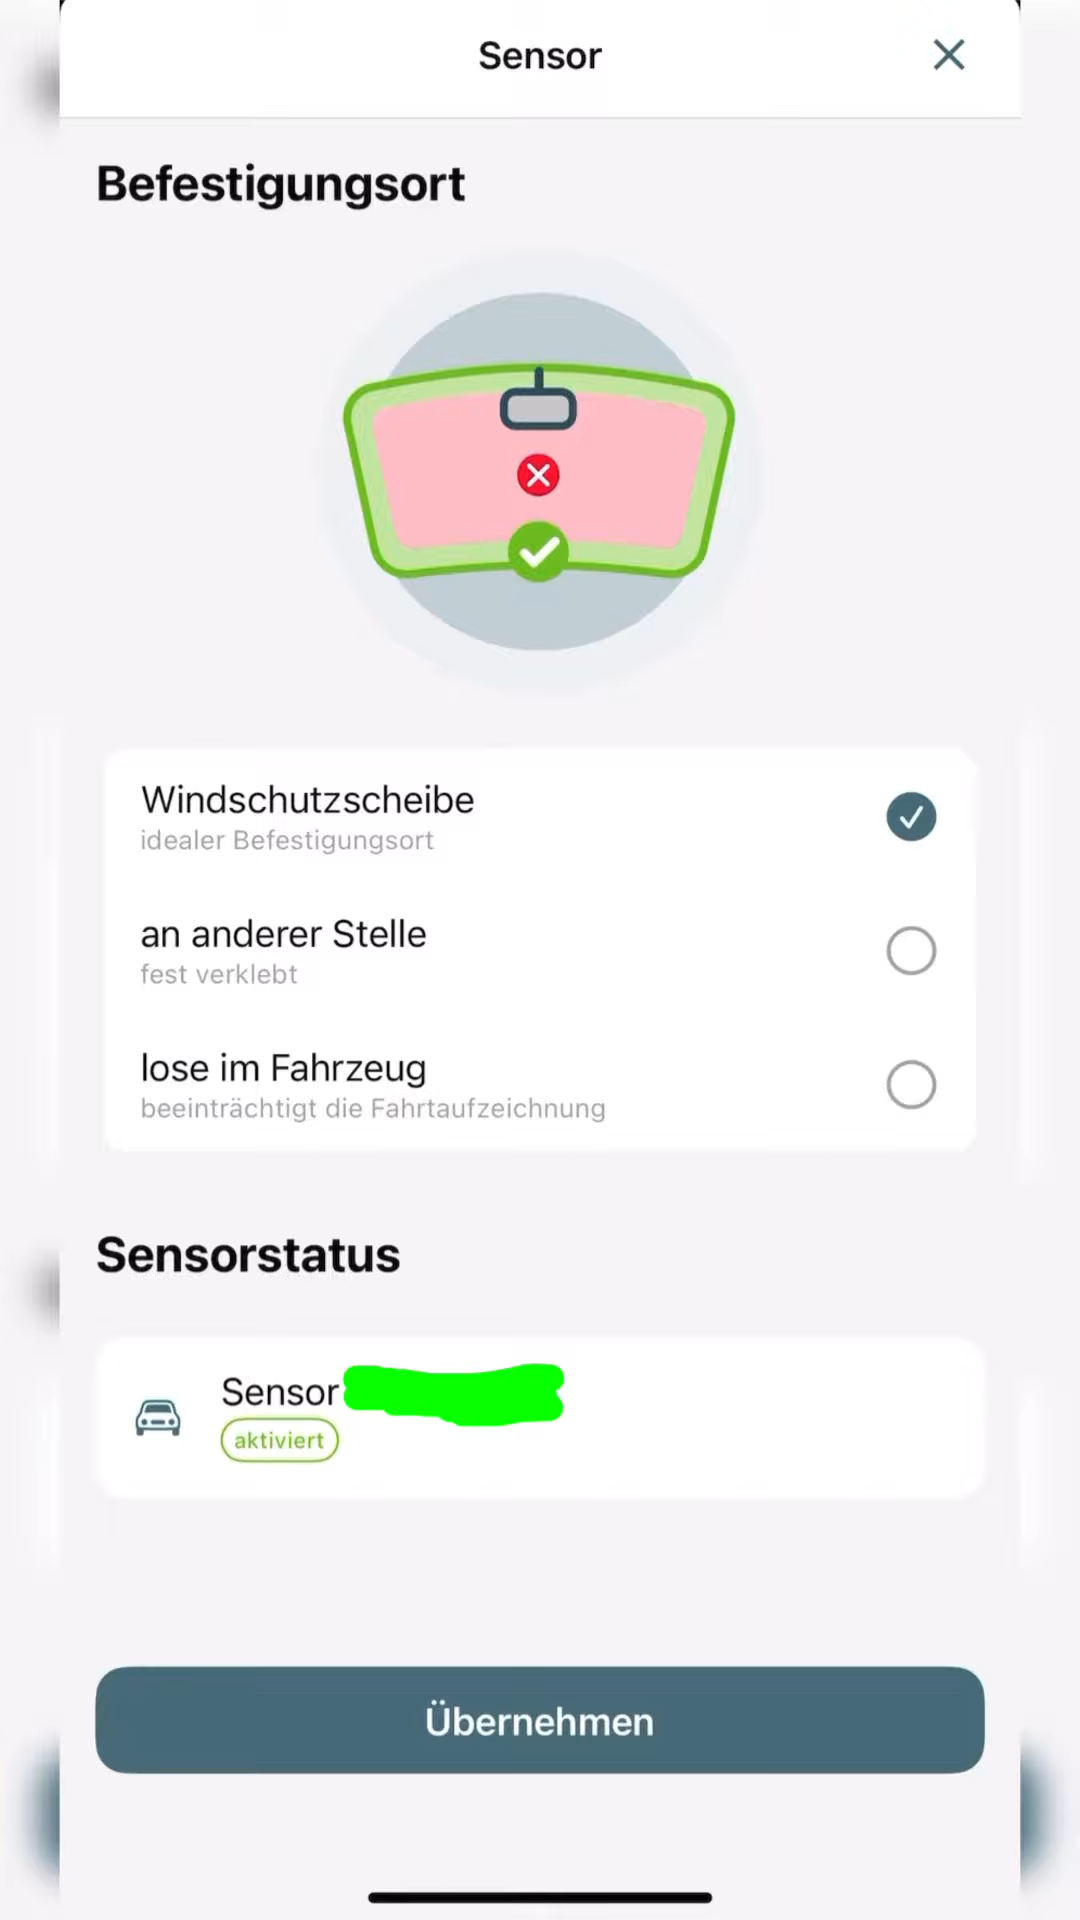 Sensor
Befestigungsort
Windschutzscheibe
idealer Befestigungsort
an anderer Stelle
fest verklebt
lose im Fahrzeug
beeinträchtigt die Fahrtaufzeichnung
Sensorstatus
Sensor
aktiviert
Übernehmen